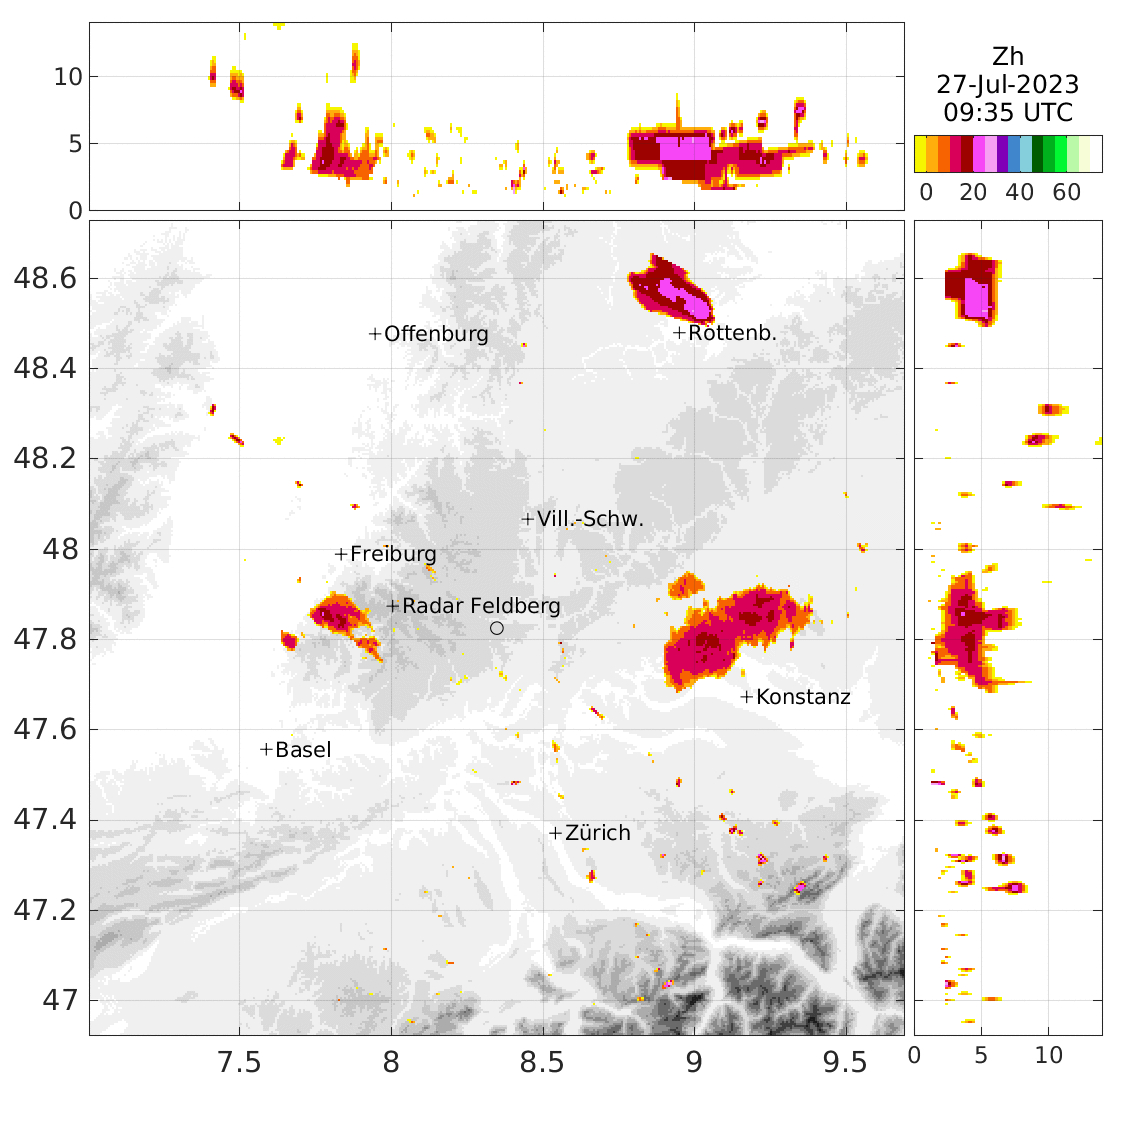 10
5
0
Zh
27-Jul-2023
09:35 UTC
0 20 40 60
48.6
48.4
48.2
48
47.8
47.6
47.4
47.2
47
+Offenburg
+Rottenb.
+Vill.-Schw.
+Freiburg
+Radar Feldberg
+Konstanz
+Basel
+Zürich
7.5 8 8.5 9 9.5
0 5 10